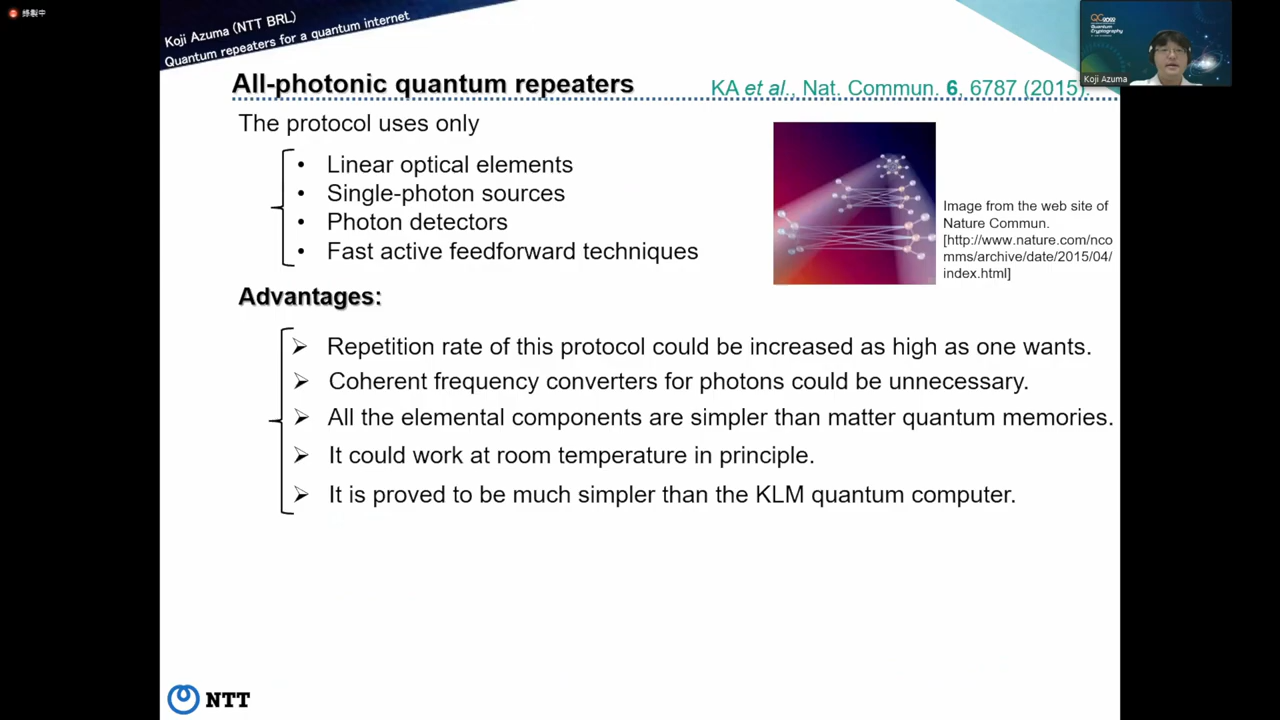 錄製中
Koji Azuma (NTT BRL)
Quantum repeaters for a quantum internet
All-photonic quantum repeaters
KA et al., Nat. Commun. 6, 6787 (2015).
The protocol uses only
• Linear optical elements
• Single-photon sources
• Photon detectors
• Fast active feedforward techniques
Image from the web site of
Nature Commun.
[http://www.nature.com/nco
mms/archive/date/2015/04/
index.html]
Advantages:
➢ Repetition rate of this protocol could be increased as high as one wants.
➢ Coherent frequency converters for photons could be unnecessary.
➢ All the elemental components are simpler than matter quantum memories.
➢ It could work at room temperature in principle.
➢ It is proved to be much simpler than the KLM quantum computer.
NTT
Quantum
Cryptography
Koji Azuma